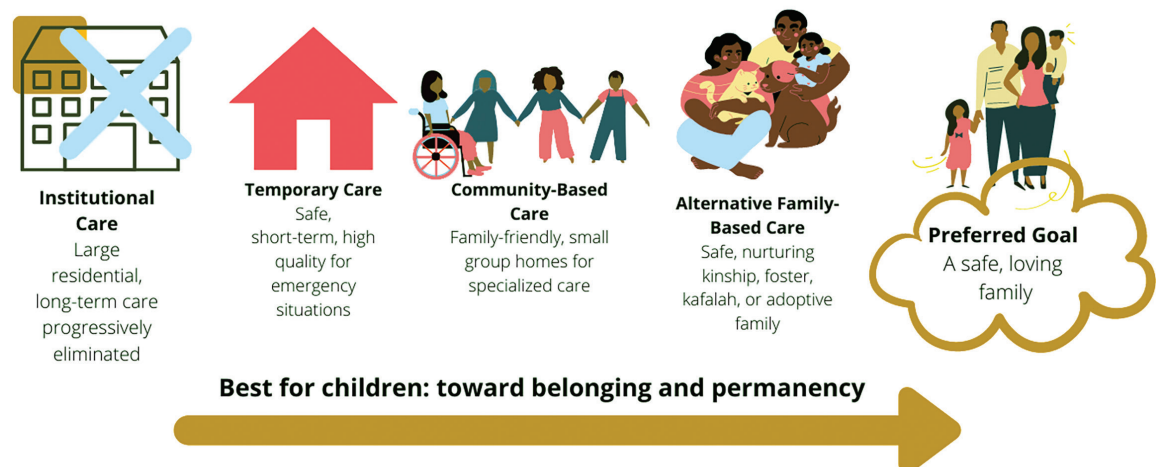 Institutional
Care
Large
residential,
long-term care
progressively
eliminated
Temporary Care
Safe,
short-term, high
quality for
emergency
situations
Community-Based
Care
Family-friendly, small
group homes for
specialized care
Alternative Family-
Based Care
Safe, nurturing
kinship, foster,
kafalah, or adoptive
family
Preferred Goal
A safe, loving
family
Best for children: toward belonging and permanency